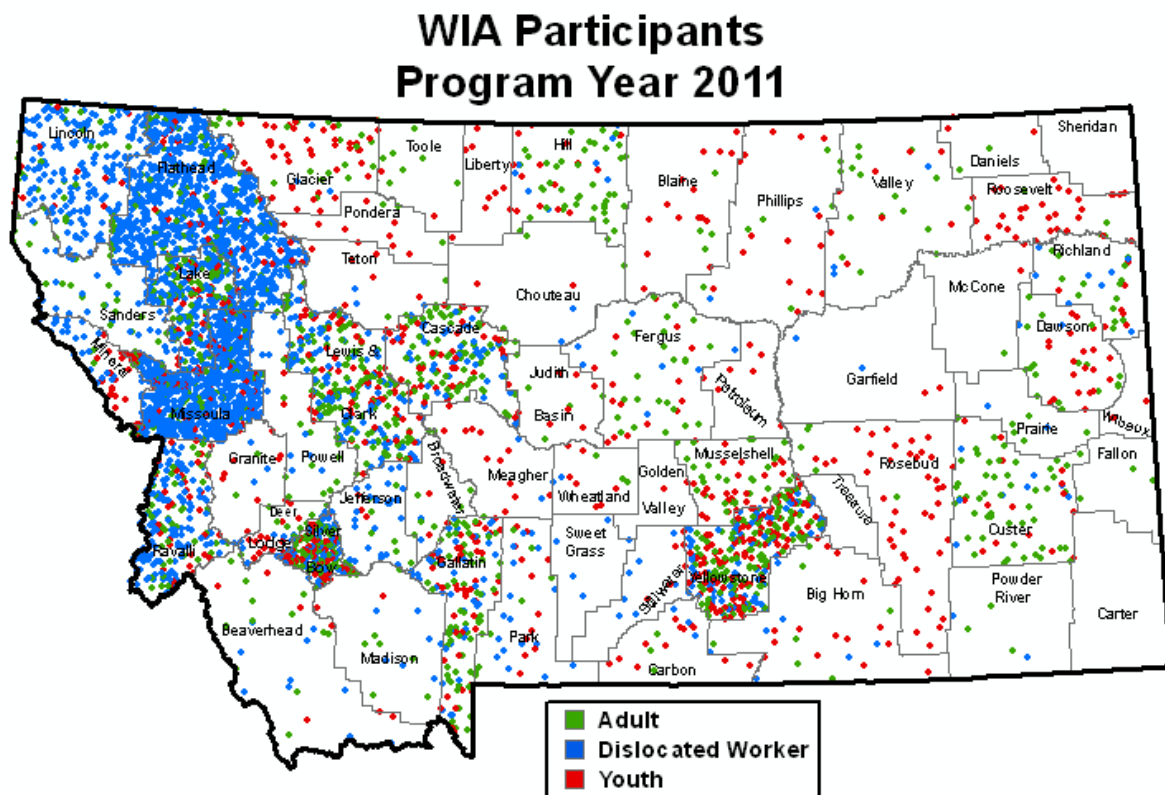 WIA Participants
Program Year 2011
Lincoln
Flathead
Glacier
Toole
Liberty
Hill
Blaine
Phillips
Valley
Daniels
Sheridan
Roosevelt
Pondera
Teton
Chouteau
Richland
McCone
Lake
Sanders
Mineral
Missoula
Lewis &
Clark
Cascade
Judith
Basin
Fergus
Petroleum
Garfield
Dawson
Wibaux
Prairie
Fallon
Granite
Powell
Jefferson
Broadwater
Meagher
Wheatland
Golden
Valley
Musselshell
Treasure
Rosebud
Custer
Deer
Lodge
Silver
Bow
Ravalli
Gallatin
Sweet
Grass
Stilwater
Yellowstone
Big Horn
Powder
River
Carter
Beaverhead
Madison
Park
Carbon
Adult
Dislocated Worker
Youth